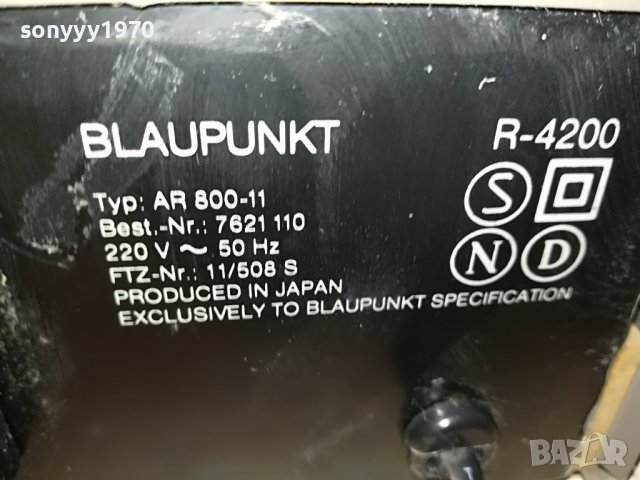 sonyyy1970
BLAUPUNKT R-4200
Typ: AR 800-11
Best.-Nr.: 7621 110
220 V ~ 50 Hz
FTZ-Nr.: 11/508 S
PRODUCED IN JAPAN
EXCLUSIVELY TO BLAUPUNKT SPECIFICATION
S
N D
BAZAR